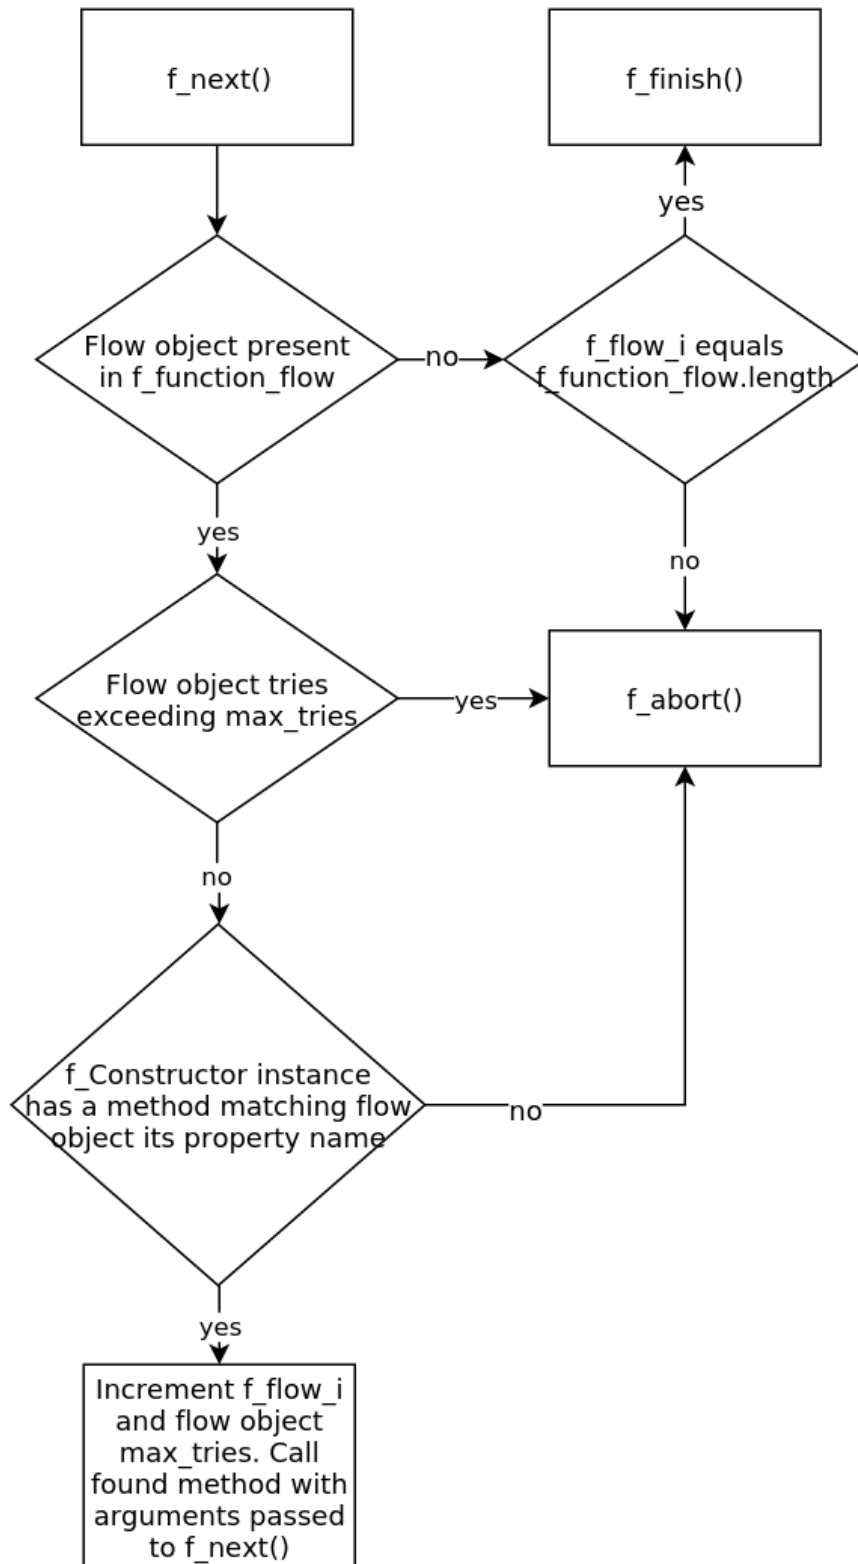 f_next()
f_finish()
yes
Flow object present
in f_function_flow
no
f_flow_i equals
f_function_flow.length
yes
no
Flow object tries
exceeding max_tries
yes
f_abort()
no
f_Constructor instance
has a method matching flow
object its property name
no
yes
Increment f_flow_i
and flow object
max_tries. Call
found method with
arguments passed
to f_next()